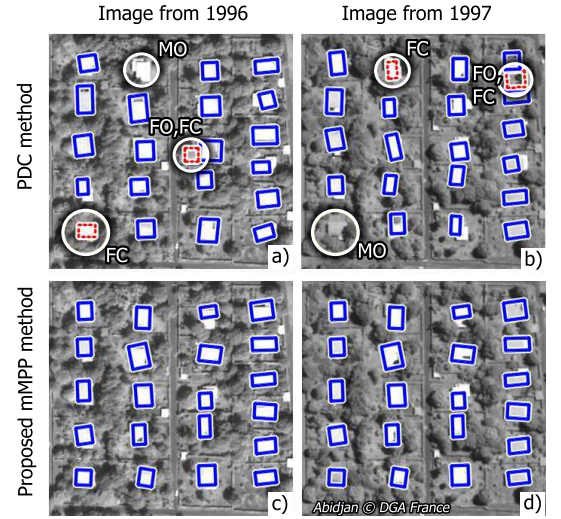 Image from 1996
Image from 1997
PDC method
MO
FO,FC
FC
a)
FC
FO,
FC
MO
b)
Proposed mMPP method
c)
Abidjan © DGA France
d)